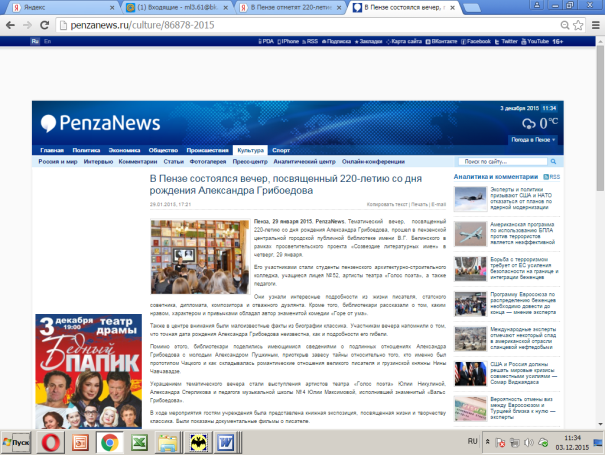 Яндекс
(1) Входящие - ml3.61@bk
В Пензе отметят 220-летие
В Пензе состоялся вечер,
penzanews.ru/culture/86878-2015
Ru En
PDA iPhone RSS Подписка Закладки Карта сайта ВКонтакте Facebook Twitter YouTube 16+
3 декабря 2015 11:34
PenzaNews
0°C
Погода в Пензе
Главная Политика Экономика Общество Происшествия Культура Спорт
Россия и мир Интервью Комментарии Статьи Фотогалерея Пресс-центр Аналитический центр Онлайн-конференции
Поиск по сайту...
В Пензе состоялся вечер, посвященный 220-летию со дня
рождения Александра Грибоедова
29.01.2015, 17:21
Копировать текст | Печать | E-mail
Пенза, 29 января 2015. PenzaNews. Тематический вечер, посвященный
220-летию со дня рождения Александра Грибоедова, прошел в пензенской
центральной городской публичной библиотеке имени В.Г. Белинского в
рамках просветительского проекта «Созвездие литературных имен» в
четверг, 29 января.
Его участниками стали студенты пензенского архитектурно-строительного
колледжа, учащиеся лицея №52, артисты театра «Голос поэта», а также
педагоги.
Они узнали интересные подробности из жизни писателя, статского
советника, дипломата, композитора и отважного дуэлянта. Кроме того, библиотекари рассказали о том, каким
нравом, характером и привычками обладал автор знаменитой комедии «Горе от ума».
Также в центре внимания были малоизвестные факты из биографии классика. Участникам вечера напомнили о том,
что точная дата рождения Александра Грибоедова неизвестна, как и подробности его гибели.
Помимо этого, библиотекари поделились имеющимися сведениями о подлинных отношениях Александра
Грибоедова с молодым Александром Пушкиным, приоткрыв завесу тайны относительно того, кто именно был
прототипом Чацкого и как складывались романтические отношения великого писателя и грузинской княжны Нины
Чавчавадзе.
Украшением тематического вечера стали выступления артистов театра «Голос поэта» Юлии Никулиной,
Александра Сперликова и педагога музыкальной школы №4 Юлии Максимовой, исполнившей знаменитый «Вальс
Грибоедова».
В ходе мероприятия гостям учреждения была представлена книжная экспозиция, посвященная жизни и творчеству
классика. Были показаны документальные фильмы о писателе.
Аналитика и комментарии RSS
Эксперты и политики
призывают США и НАТО
отказаться от планов по
ядерной модернизации
Американская программа
по использованию БПЛА
против террористов
является неэффективной
Борьба с терроризмом
требует от ЕС усиления
безопасности на границе и
интеграции беженцев
Программу Евросоюза по
распределению беженцев
необходимо довести до
конца — мнение эксперта
Международные эксперты
отмечают некоторый спад
в американской отрасли
сланцевой нефтедобычи
США и Россия должны
решать мировые кризисы
совместными усилиями —
Сомар Виджаядаса
Вероятность отмены виз
между Евросоюзом и
Турцией близка к нулю —
эксперты
3 декабря театр
19:00 драмы
Бедный
ПАПИК
Пуск
RU
11:34
03.12.2015